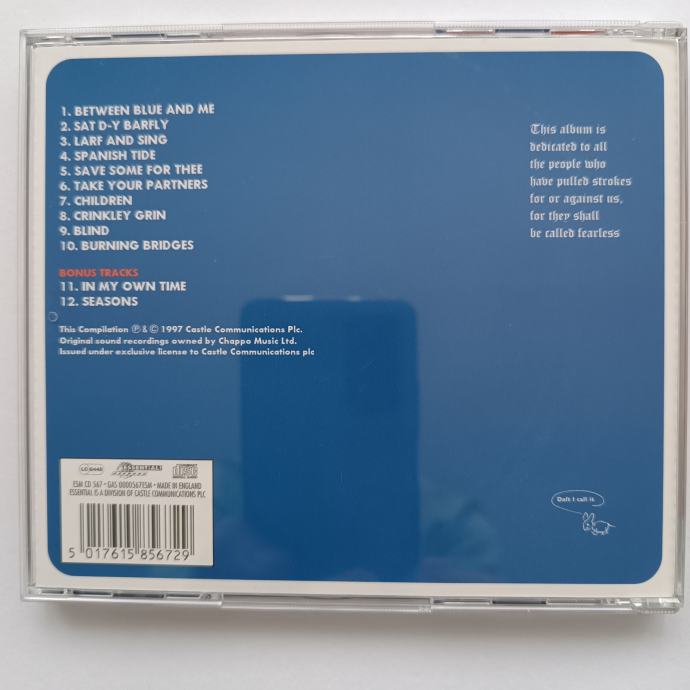 1. BETWEEN BLUE AND ME
2. SAT D-Y BARFLY
3. LARF AND SING
4. SPANISH TIDE
5. SAVE SOME FOR THEE
6. TAKE YOUR PARTNERS
7. CHILDREN
8. CRINKLEY GRIN
9. BLIND
10. BURNING BRIDGES
BONUS TRACKS
11. IN MY OWN TIME
12. SEASONS
This Compilation ℗ & © 1997 Castle Communications Plc.
Original sound recordings owned by Chappo Music Ltd.
Issued under exclusive license to Castle Communications plc
This album is
dedicated to all
the people who
have pulled strokes
for or against us,
for they shall
be called fearless
Daft I call it
LC 6448 ESSENTIAL!
ESM CD 567 • GAS 0000567ESM • MADE IN ENGLAND
ESSENTIAL IS A DIVISION OF CASTLE COMMUNICATIONS PLC
5 017615 856729